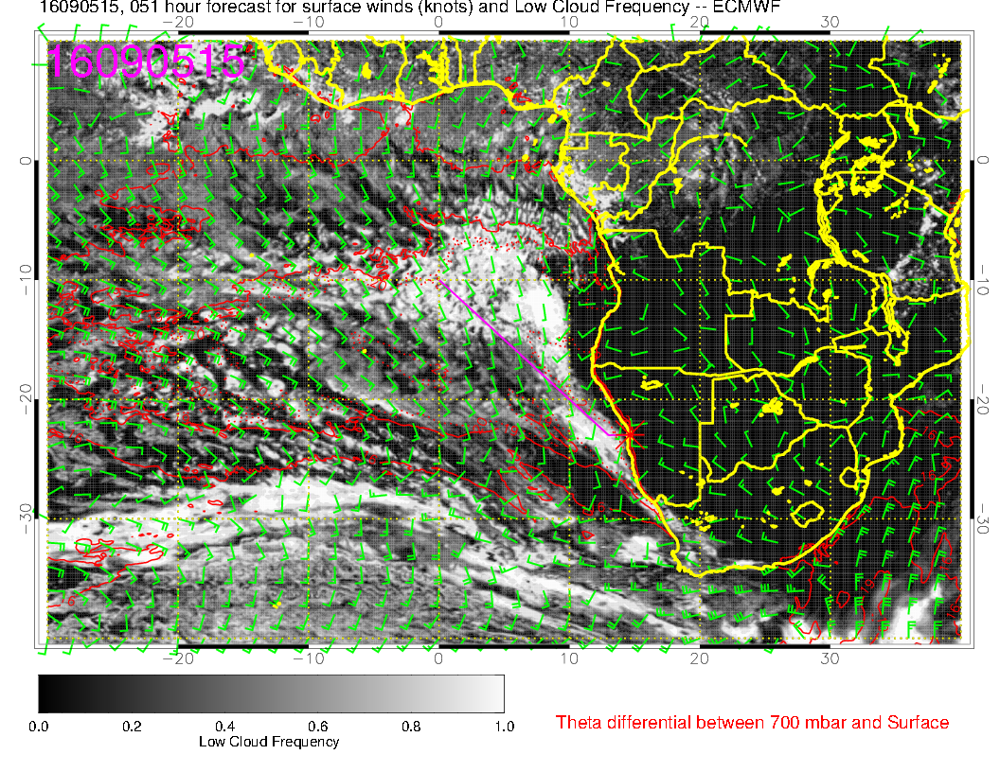 16090515, 051 hour forecast for surface winds (knots) and Low Cloud Frequency -- ECMWF
−20 −10 0 10 20 30
16090515
0 0
−10 −10
−20 −20
−30 −30
−20 −10 0 10 20 30
0.0 0.2 0.4 0.6 0.8 1.0
Low Cloud Frequency
Theta differential between 700 mbar and Surface